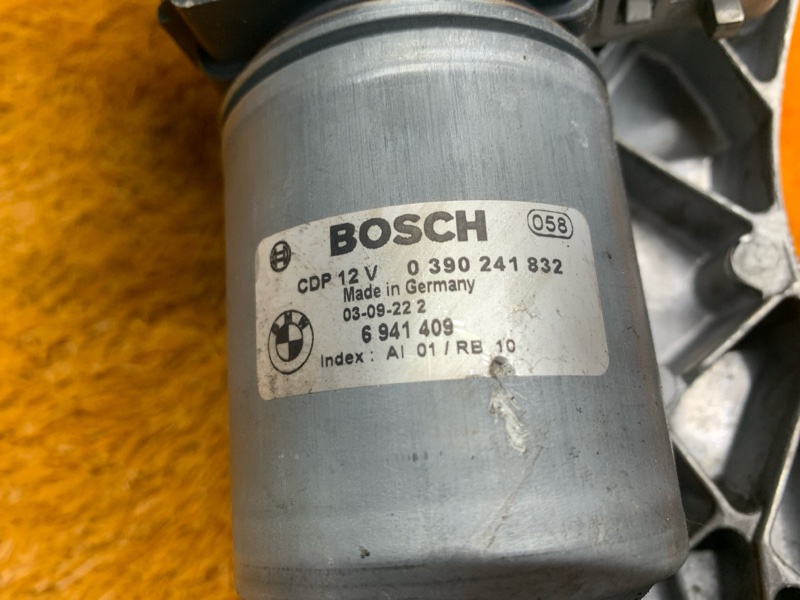 BOSCH 058
CDP 12 V 0 390 241 832
Made in Germany
03-09-22 2
6 941 409
Index : AI 01 / RB 10